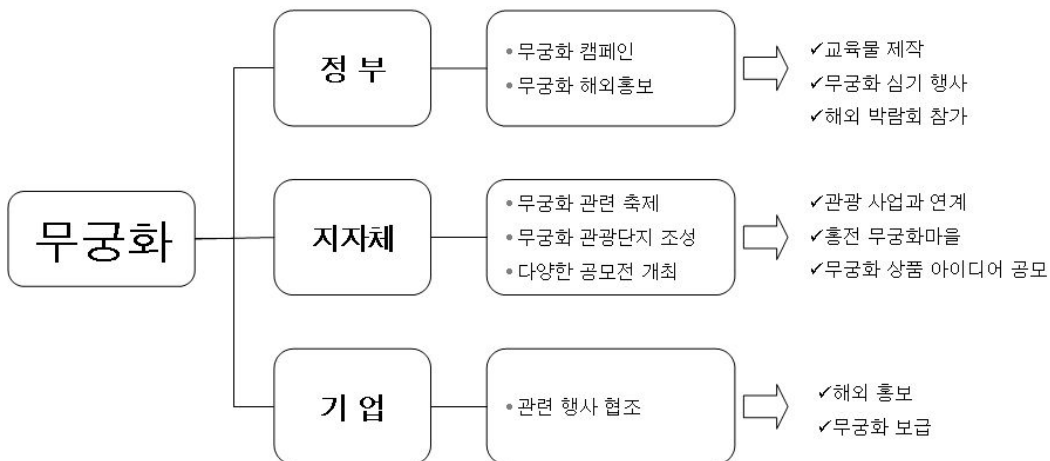 무궁화
정 부
• 무궁화 캠페인
• 무궁화 해외홍보
✓교육물 제작
✓무궁화 심기 행사
✓해외 박람회 참가
지자체
• 무궁화 관련 축제
• 무궁화 관광단지 조성
• 다양한 공모전 개최
✓관광 사업과 연계
✓홍전 무궁화마을
✓무궁화 상품 아이디어 공모
기 업
• 관련 행사 협조
✓해외 홍보
✓무궁화 보급